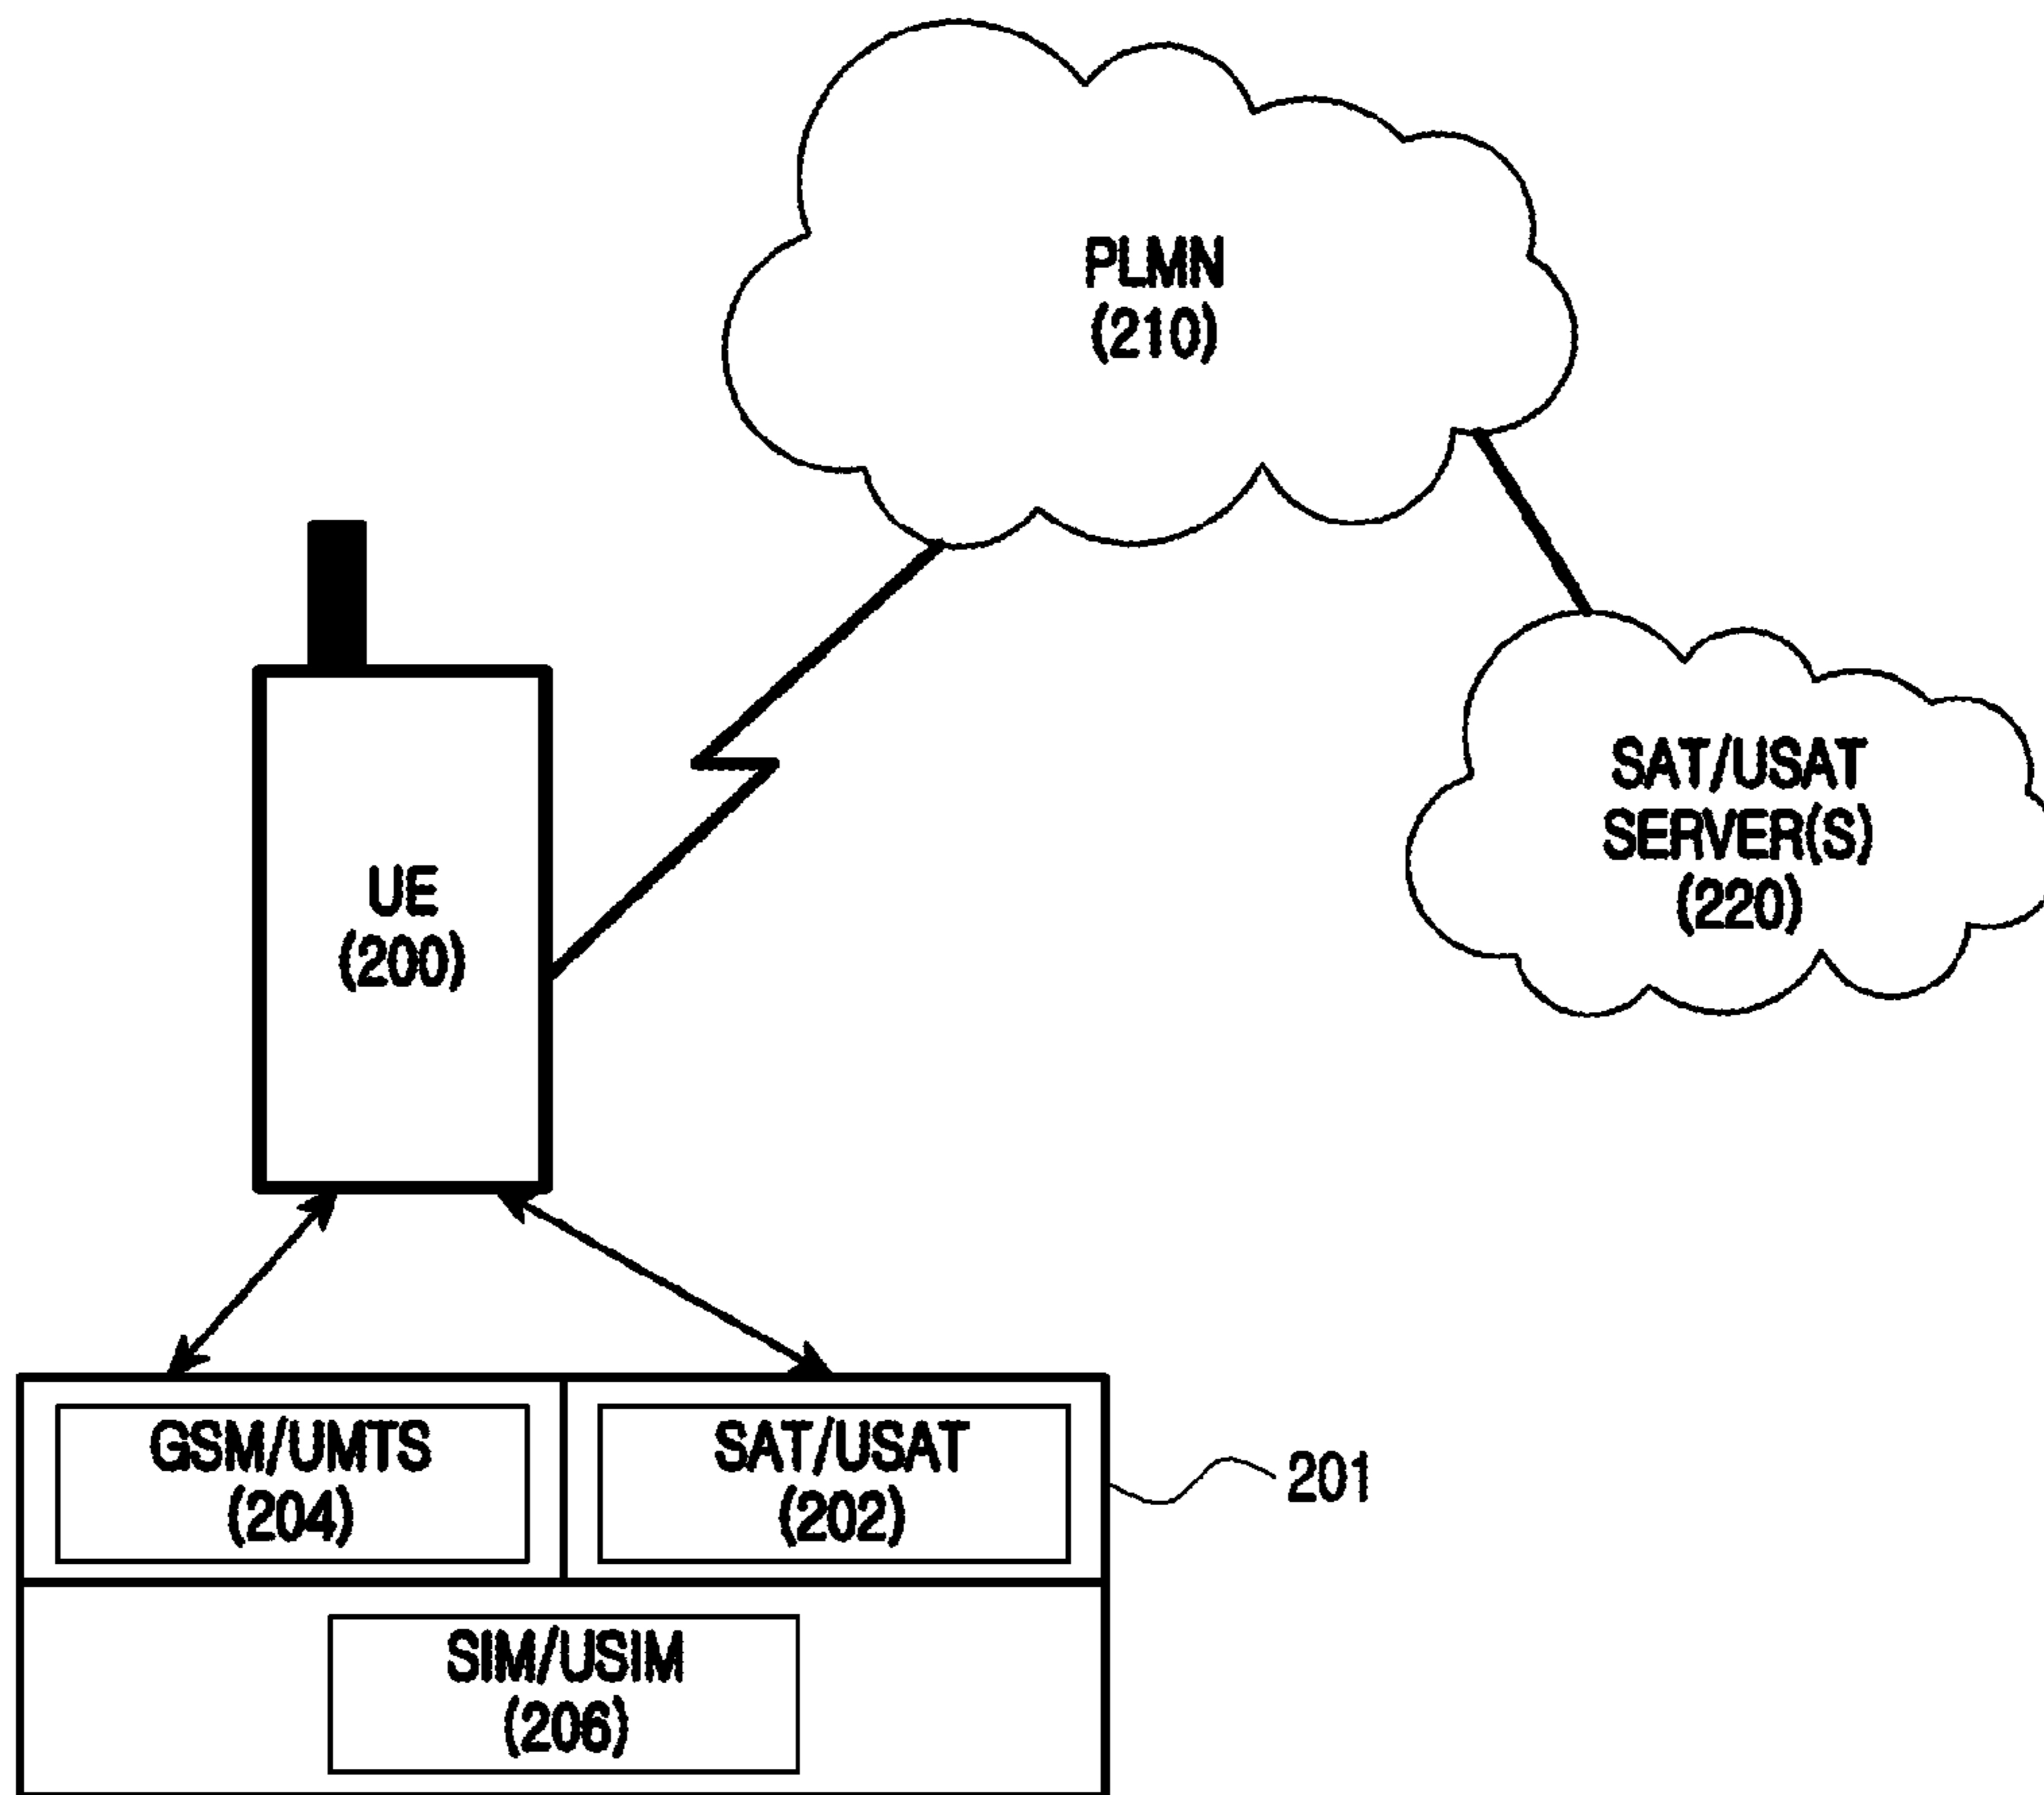 PLMN
(210)
SAT/USAT
SERVER(S)
(220)
UE
(200)
GSM/UMTS
(204)
SAT/USAT
(202)
201
SIM/USIM
(206)